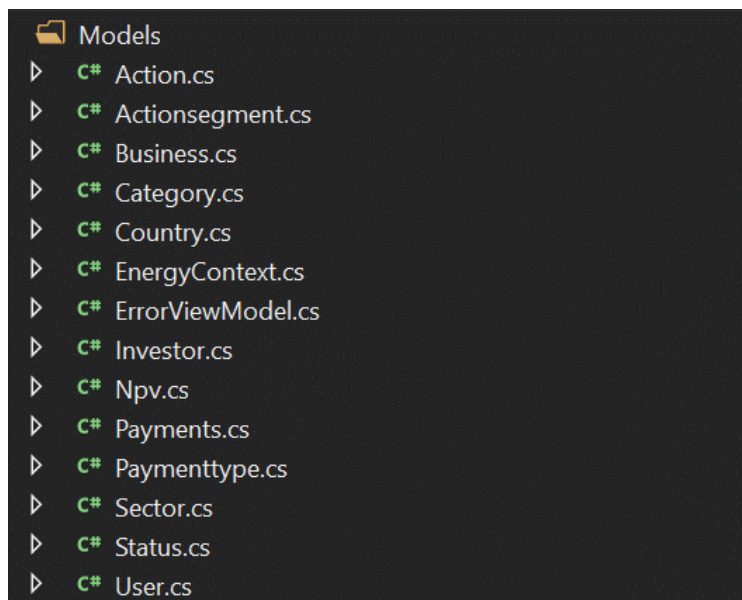 Models
C# Action.cs
C# Actionsegment.cs
C# Business.cs
C# Category.cs
C# Country.cs
C# EnergyContext.cs
C# ErrorViewModel.cs
C# Investor.cs
C# Npv.cs
C# Payments.cs
C# Paymenttype.cs
C# Sector.cs
C# Status.cs
C# User.cs